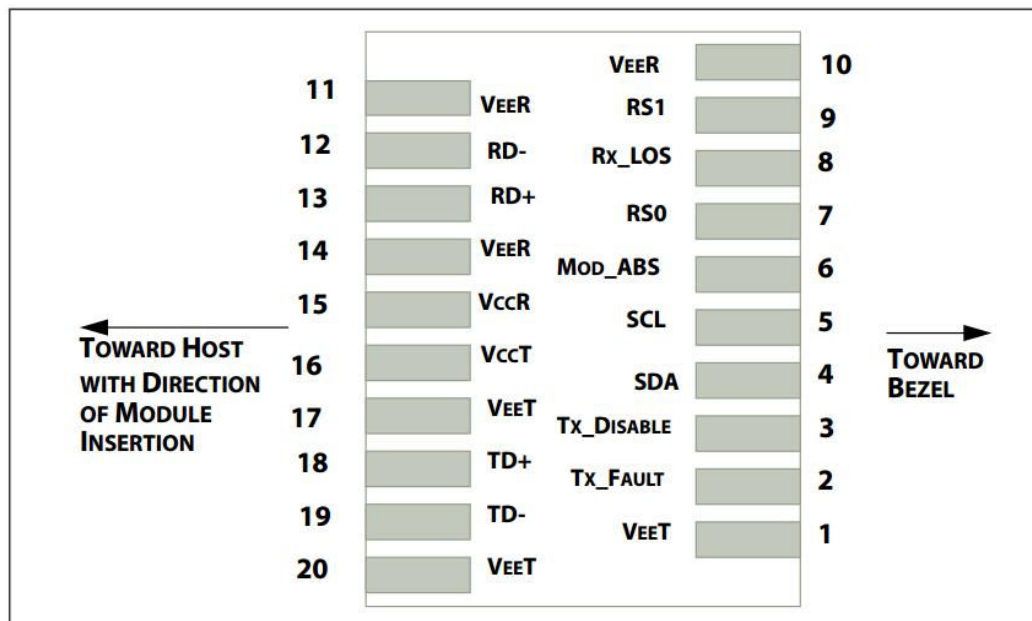 11 VEER
12 RD-
13 RD+
14 VEER
15 VCCR
16 VCCT
17 VEET
18 TD+
19 TD-
20 VEET
VEER 10
RS1 9
RX_LOS 8
RS0 7
MOD_ABS 6
SCL 5
SDA 4
TX_DISABLE 3
TX_FAULT 2
VEET 1
TOWARD HOST
WITH DIRECTION
OF MODULE
INSERTION
TOWARD
BEZEL